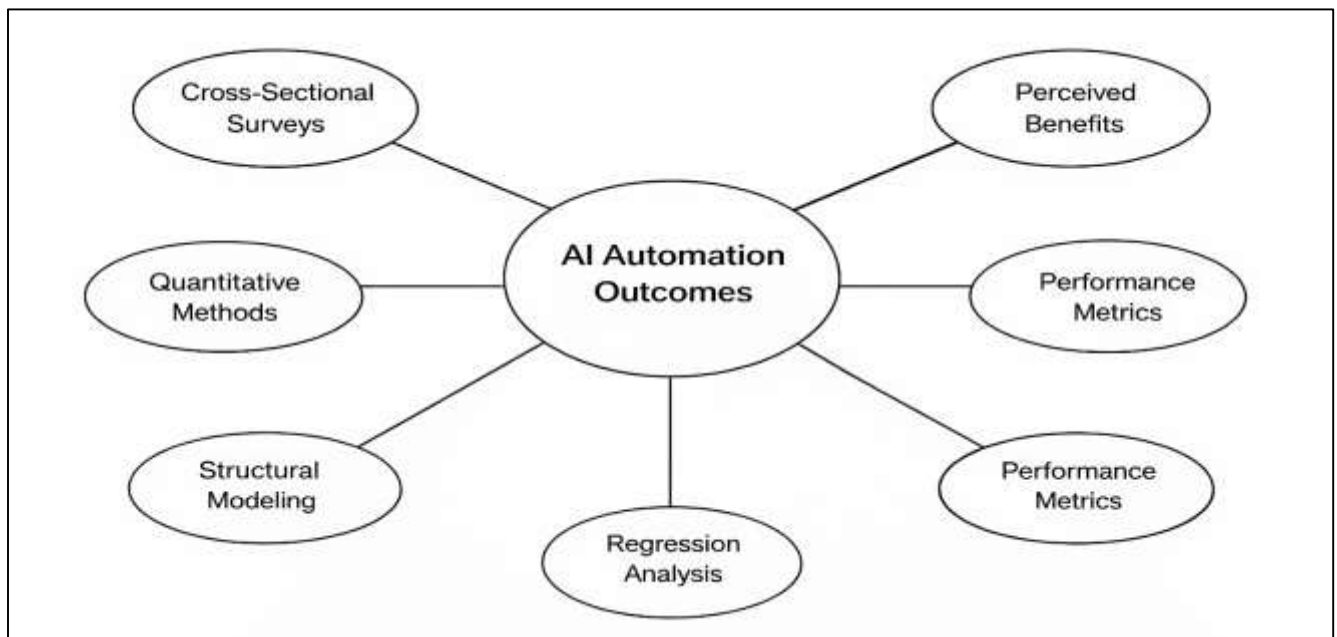 Cross-Sectional
Surveys
Perceived
Benefits
AI Automation
Outcomes
Quantitative
Methods
Performance
Metrics
Structural
Modeling
Performance
Metrics
Regression
Analysis